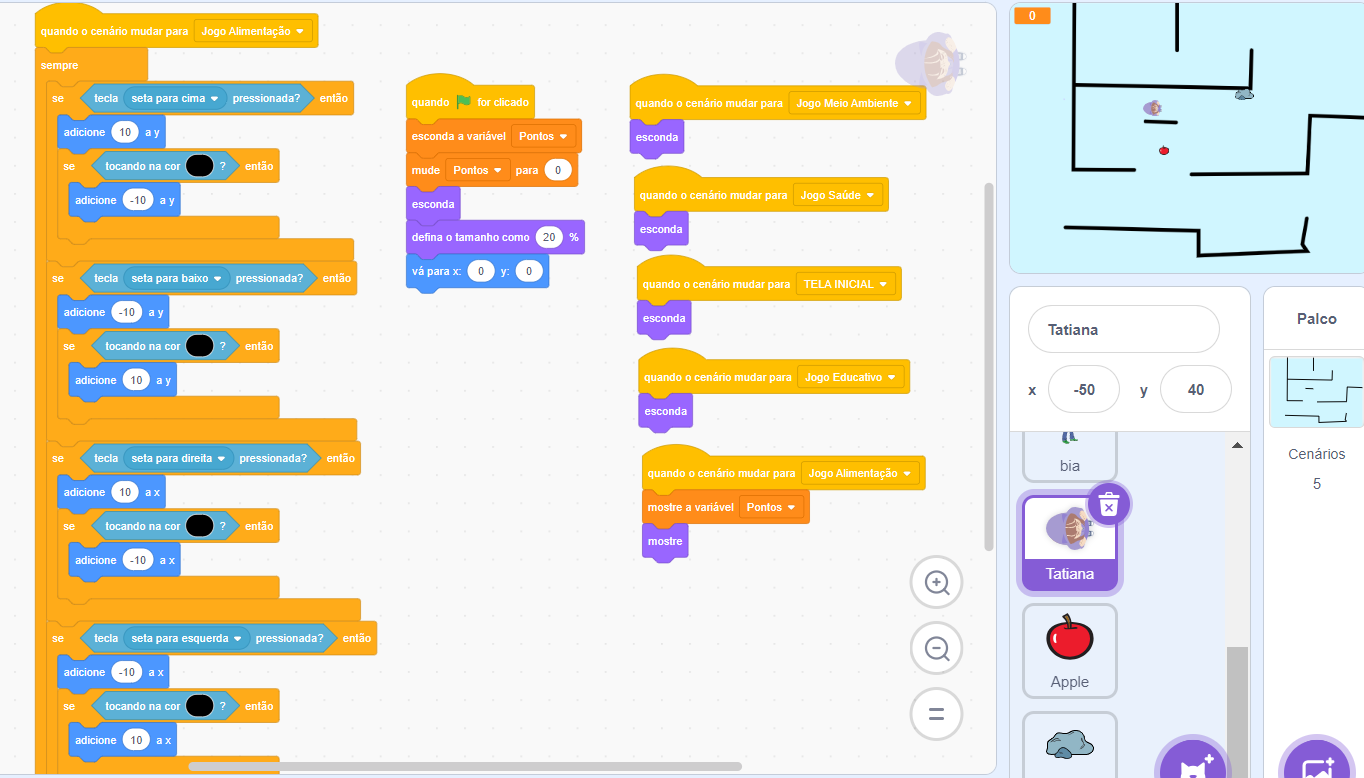 quando o cenário mudar para Jogo Alimentação
sempre
se tecla seta para cima pressionada? então
adicione 10 a y
se tocando na cor ? então
adicione -10 a y
se tecla seta para baixo pressionada? então
adicione -10 a y
se tocando na cor ? então
adicione 10 a y
se tecla seta para direita pressionada? então
adicione 10 a x
se tocando na cor ? então
adicione -10 a x
se tecla seta para esquerda pressionada? então
adicione -10 a x
se tocando na cor ? então
adicione 10 a x
quando for clicado
esconda a variável Pontos
mude Pontos para 0
esconda
defina o tamanho como 20 %
vá para x: 0 y: 0
quando o cenário mudar para Jogo Meio Ambiente
esconda
quando o cenário mudar para Jogo Saúde
esconda
quando o cenário mudar para TELA INICIAL
esconda
quando o cenário mudar para Jogo Educativo
esconda
quando o cenário mudar para Jogo Alimentação
mostre a variável Pontos
mostre
0
Tatiana
x -50 y 40
bia
Tatiana
Apple
Palco
Cenários
5